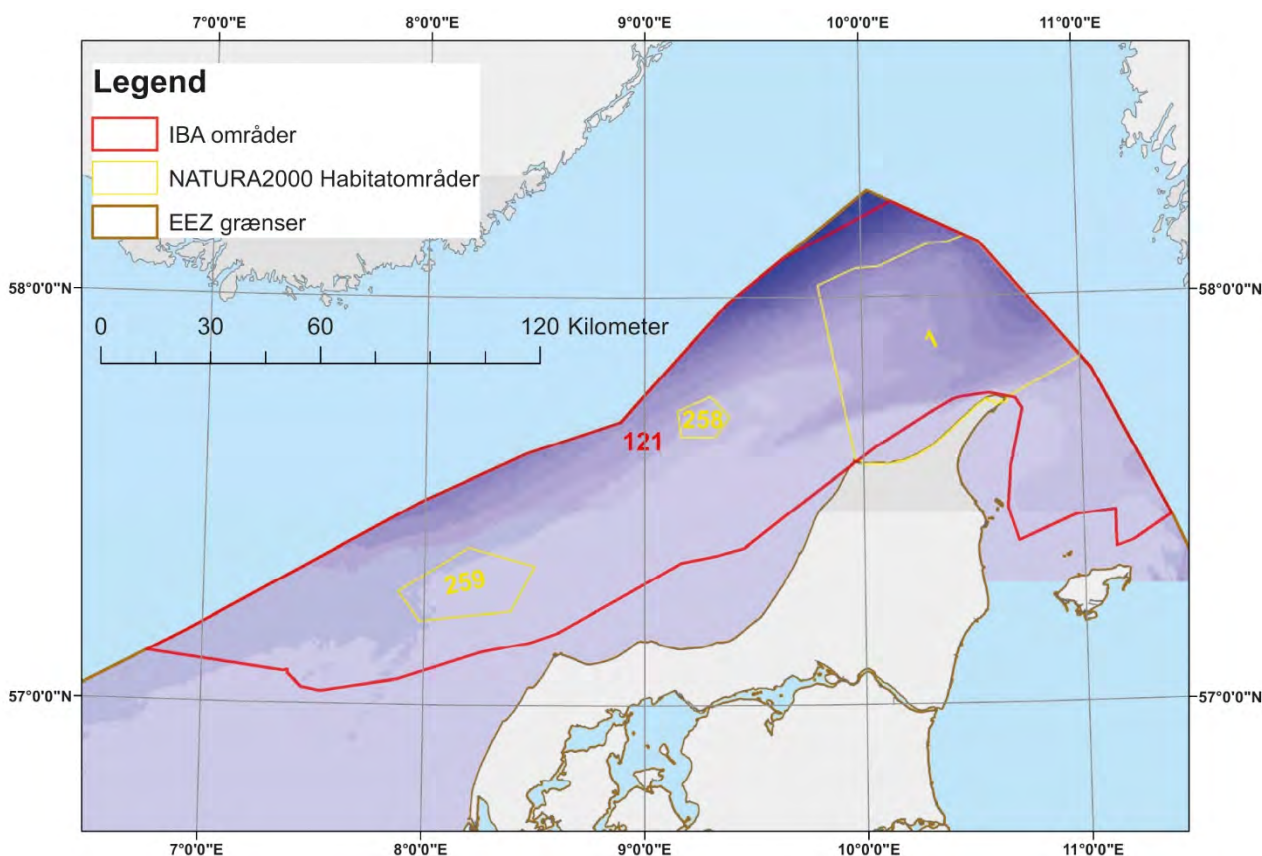 7°0'0"E 8°0'0"E 9°0'0"E 10°0'0"E 11°0'0"E
Legend
IBA områder
NATURA2000 Habitatområder
EEZ grænser
58°0'0"N 58°0'0"N
0 30 60 120 Kilometer
1
258
121
259
57°0'0"N 57°0'0"N
7°0'0"E 8°0'0"E 9°0'0"E 10°0'0"E 11°0'0"E